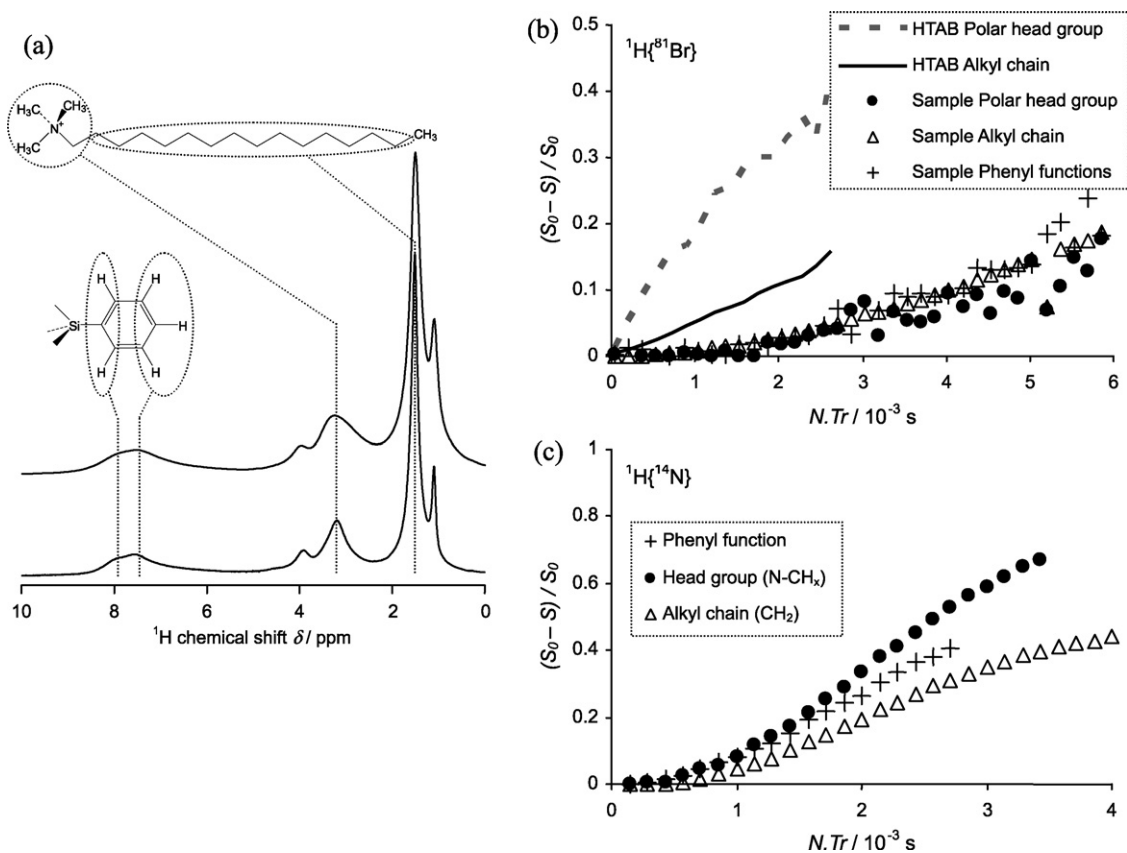 (a)
H₃C CH₃
H₃C N⁺
H₃C
CH₃
H H
Si H
H H
10 8 6 4 2 0
¹H chemical shift δ / ppm
(b)
¹H{⁸¹Br}
HTAB Polar head group
HTAB Alkyl chain
Sample Polar head group
Sample Alkyl chain
Sample Phenyl functions
(S₀ – S) / S₀
0.5
0.4
0.3
0.2
0.1
0
0 1 2 3 4 5 6
N.Tr / 10⁻³ s
(c)
¹H{¹⁴N}
Phenyl function
Head group (N-CHₓ)
Alkyl chain (CH₂)
(S₀ – S) / S₀
1
0.8
0.6
0.4
0.2
0
0 1 2 3 4
N.Tr / 10⁻³ s